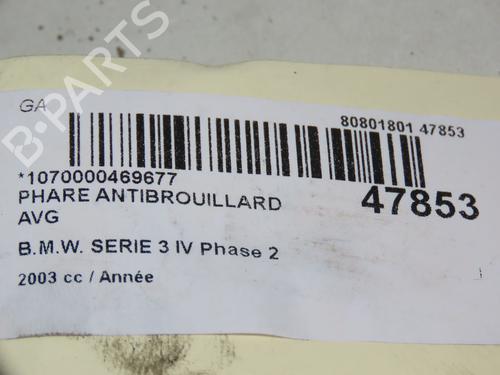 GA
80801801 47853
*1070000469677
PHARE ANTIBROUILLARD
AVG
47853
B.M.W. SERIE 3 IV Phase 2
2003 cc / Année
B-PARTS